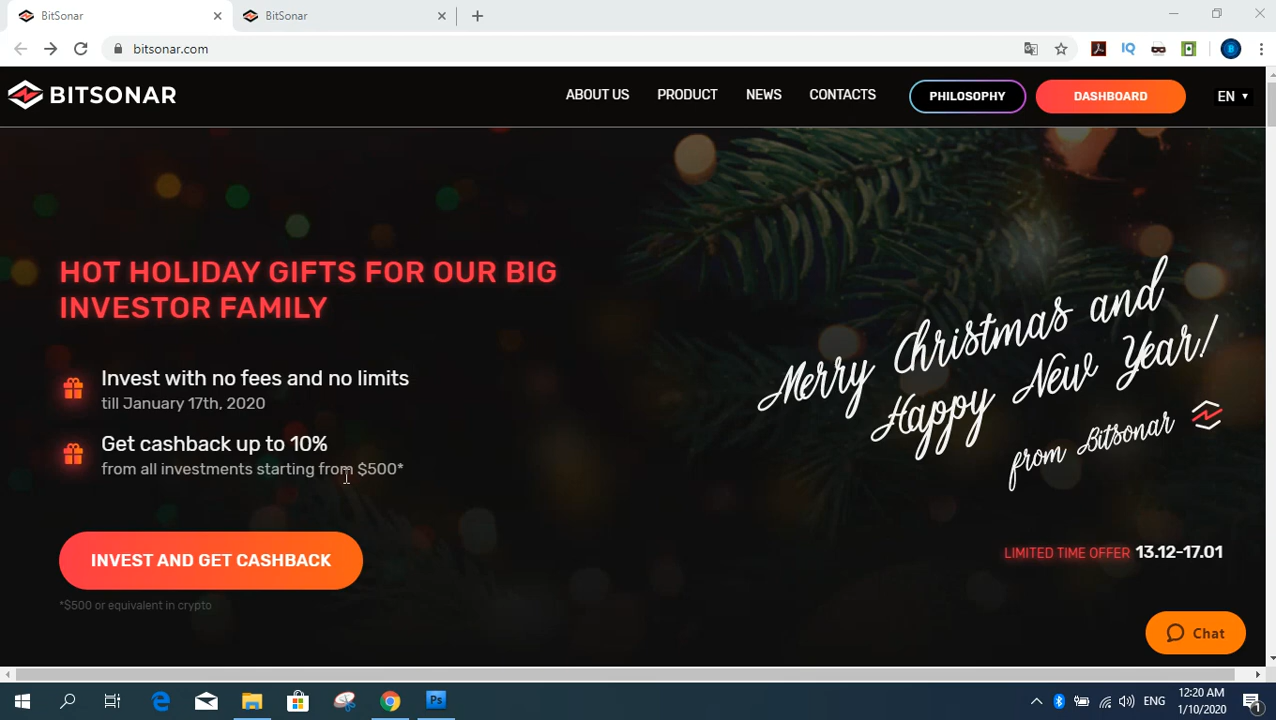 BitSonar
BitSonar
bitsonar.com
BITSONAR
ABOUT US
PRODUCT
NEWS
CONTACTS
PHILOSOPHY
DASHBOARD
EN
HOT HOLIDAY GIFTS FOR OUR BIG
INVESTOR FAMILY
Invest with no fees and no limits
till January 17th, 2020
Get cashback up to 10%
from all investments starting from $500*
INVEST AND GET CASHBACK
*$500 or equivalent in crypto
Merry Christmas and
Happy New Year!
from Bitsonar
LIMITED TIME OFFER 13.12-17.01
Chat
IQ
Ps
ENG
12:20 AM
1/10/2020
1